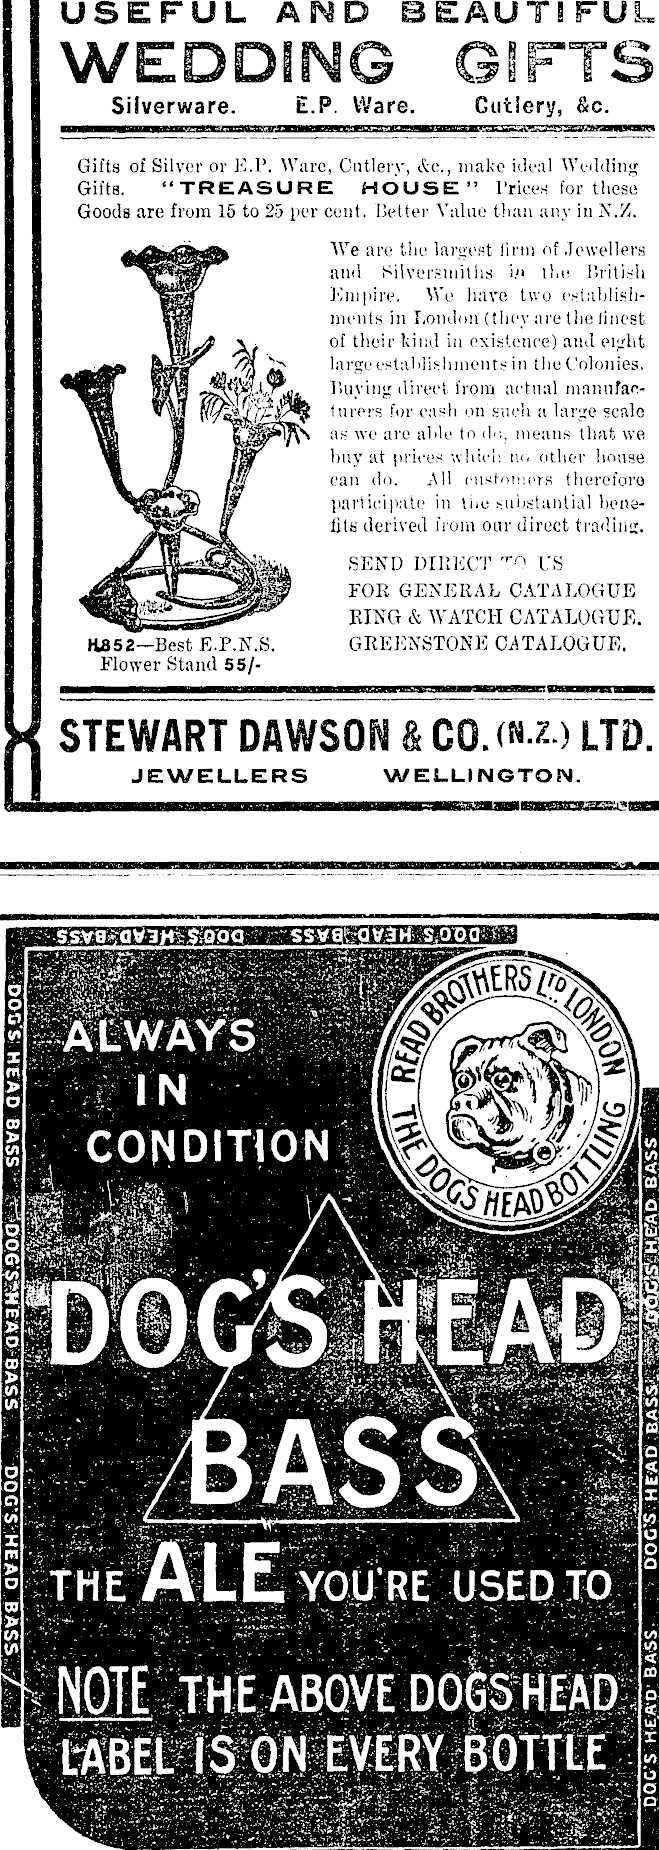 USEFUL AND BEAUTIFUL
WEDDING GIFTS
Silverware. E.P. Ware. Cutlery, &c.
Gifts of Silver or E.P. Ware, Cutlery, &c., make ideal Wedding
Gifts. "TREASURE HOUSE" Prices for these
Goods are from 15 to 25 per cent. Better Value than any in N.Z.
We are the largest firm of Jewellers
and Silversmiths in the British
Empire. We have two establish-
ments in London (they are the finest
of their kind in existence) and eight
large establishments in the Colonies.
Buying direct from actual manufac-
turers for cash on such a large scale
as we are able to do, means that we
buy at prices which no other house
can do. All customers therefore
participate in the substantial bene-
fits derived from our direct trading.
SEND DIRECT TO US
FOR GENERAL CATALOGUE
RING & WATCH CATALOGUE.
GREENSTONE CATALOGUE.
H852—Best E.P.N.S.
Flower Stand 55/-
STEWART DAWSON & CO. (N.Z.) LTD.
JEWELLERS WELLINGTON.
DOG'S HEAD BASS DOG'S HEAD BASS
DOG'S HEAD BASS DOG'S HEAD BASS DOG'S HEAD BASS
READ BROTHERS LTD. LONDON
THE DOGS HEAD BOTTLING
ALWAYS
IN
CONDITION
DOG'S HEAD
BASS
THE ALE YOU'RE USED TO
NOTE THE ABOVE DOGS HEAD
LABEL IS ON EVERY BOTTLE
DOG'S HEAD BASS DOG'S HEAD BASS DOG'S HEAD BASS